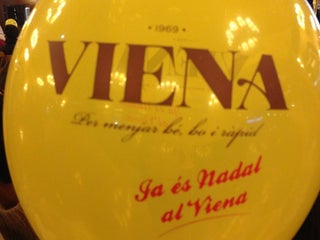 · 1969 ·
VIENA
Per menjar bé, bo i ràpid
Ja és Nadal
al Viena